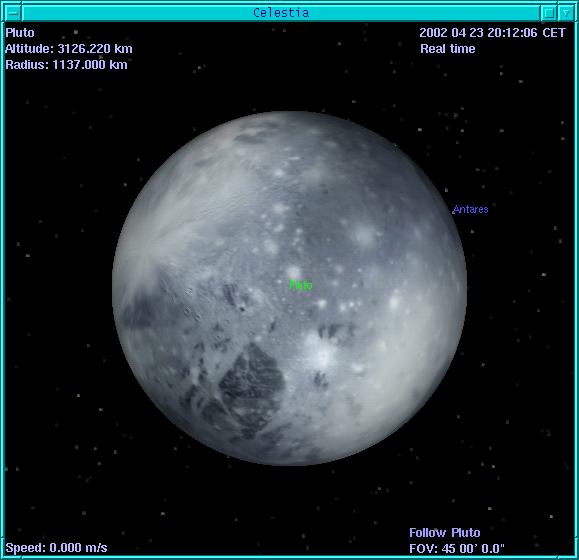 Celestia
Pluto
Altitude: 3126.220 km
Radius: 1137.000 km
2002 04 23 20:12:06 CET
Real time
Antares
Pluto
Speed: 0.000 m/s
Follow Pluto
FOV: 45 00' 0.0"